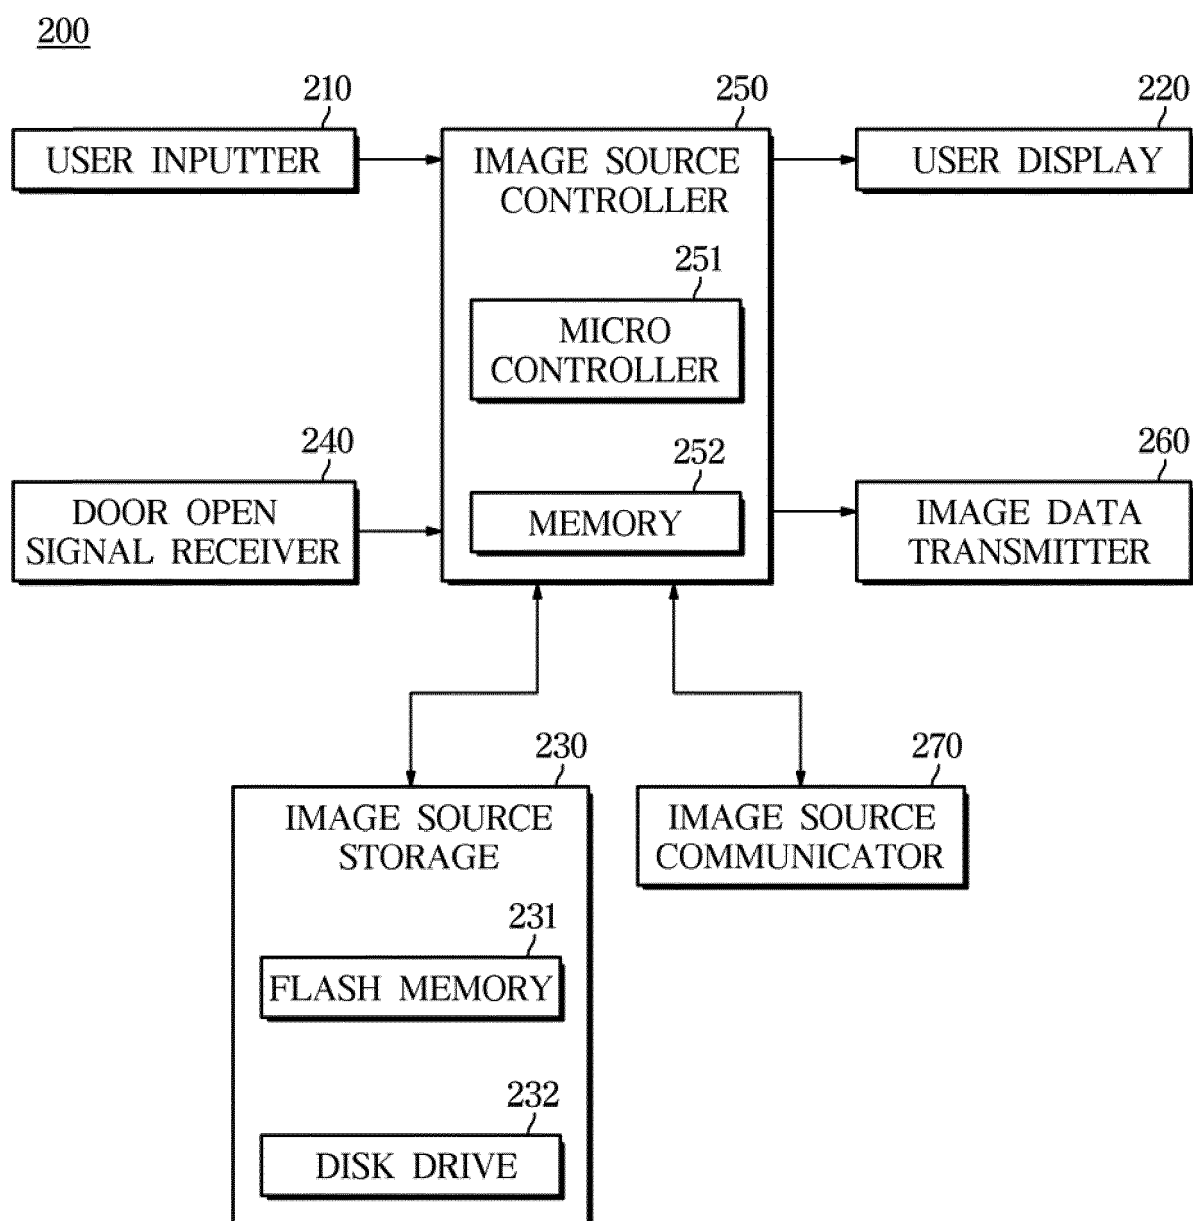 200
210
USER INPUTTER
250
IMAGE SOURCE
CONTROLLER
220
USER DISPLAY
251
MICRO
CONTROLLER
240
DOOR OPEN
SIGNAL RECEIVER
252
MEMORY
260
IMAGE DATA
TRANSMITTER
230
IMAGE SOURCE
STORAGE
270
IMAGE SOURCE
COMMUNICATOR
231
FLASH MEMORY
232
DISK DRIVE